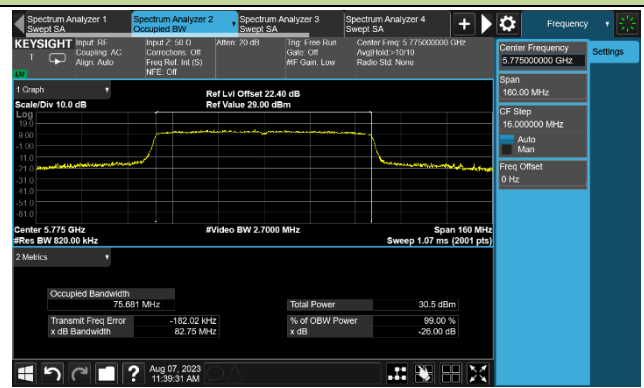 Spectrum Analyzer 1
Swept SA
Spectrum Analyzer 2
Occupied BW
Spectrum Analyzer 3
Swept SA
Spectrum Analyzer 4
Swept SA
Frequency
KEYSIGHT
Input: RF
Coupling: AC
Align: Auto
Input Z: 50 Ω
Corrections: Off
Freq Ref: Int (S)
NFE: Off
Atten: 20 dB
Trig: Free Run
Gate: Off
#IF Gain: Low
Center Freq: 5.775000000 GHz
Avg|Hold:>10/10
Radio Std: None
LXI
Center Frequency
5.775000000 GHz
Settings
Span
160.00 MHz
CF Step
16.000000 MHz
Auto
Man
Freq Offset
0 Hz
1 Graph
Scale/Div 10.0 dB
Ref Lvl Offset 22.40 dB
Ref Value 29.00 dBm
Log
19.0
9.00
-1.00
-11.0
-21.0
-31.0
-41.0
-51.0
-61.0
Center 5.775 GHz
#Video BW 2.7000 MHz
Span 160 MHz
#Res BW 820.00 kHz
Sweep 1.07 ms (2001 pts)
2 Metrics
Occupied Bandwidth
75.681 MHz
Total Power 30.5 dBm
Transmit Freq Error -182.02 kHz
% of OBW Power 99.00 %
x dB Bandwidth 82.75 MHz
x dB -26.00 dB
Aug 07, 2023
11:39:31 AM